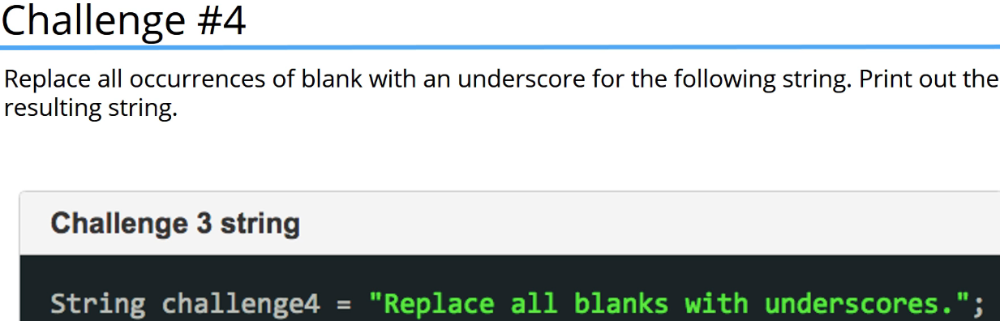 Challenge #4
Replace all occurrences of blank with an underscore for the following string. Print out the
resulting string.
Challenge 3 string
String challenge4 = "Replace all blanks with underscores.";